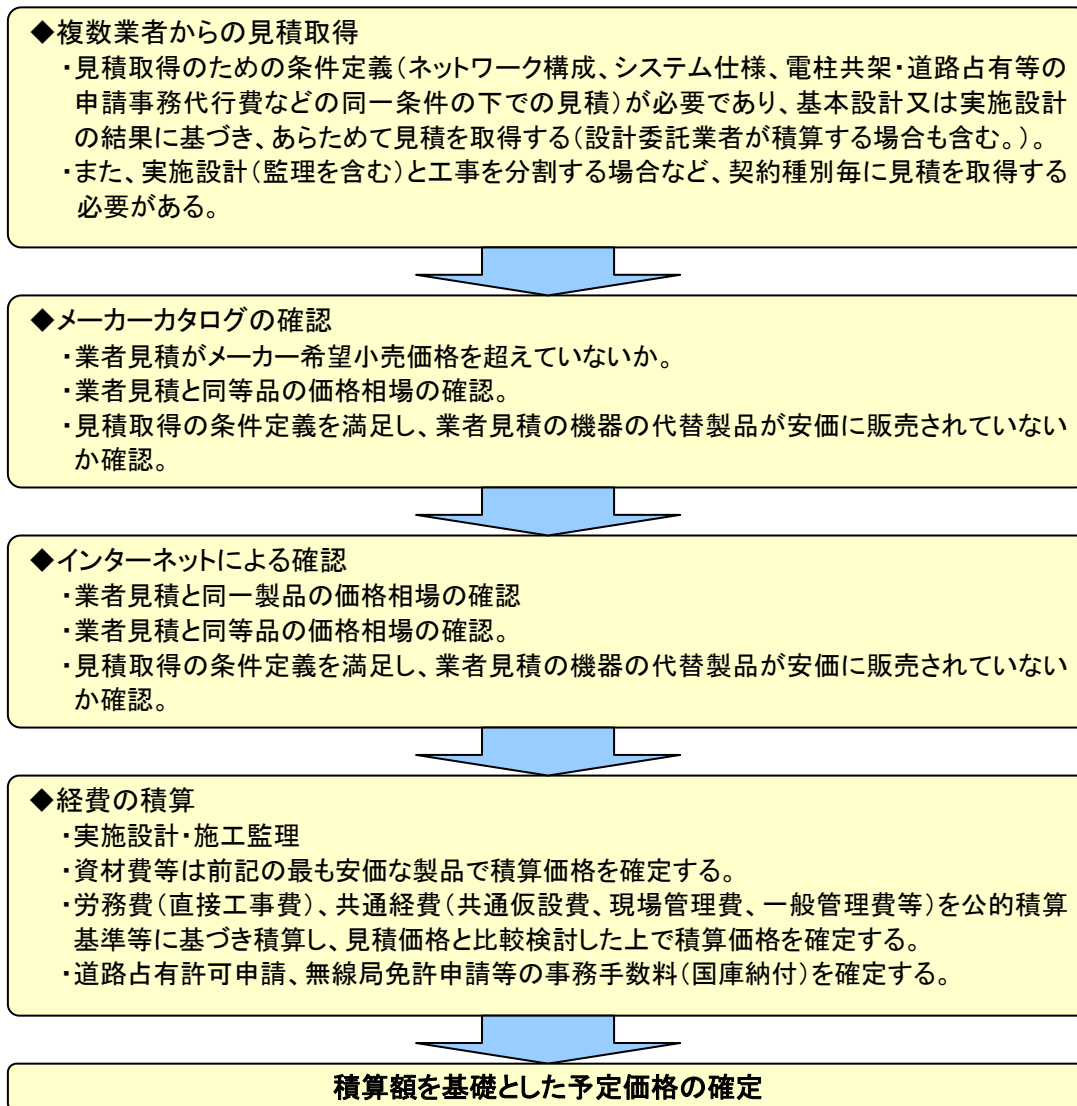 ◆複数業者からの見積取得
・見積取得のための条件定義(ネットワーク構成、システム仕様、電柱共架・道路占有等の
申請事務代行費などの同一条件の下での見積)が必要であり、基本設計又は実施設計
の結果に基づき、あらためて見積を取得する(設計委託業者が積算する場合も含む。)。
・また、実施設計(監理を含む)と工事を分割する場合など、契約種別毎に見積を取得する
必要がある。
◆メーカーカタログの確認
・業者見積がメーカー希望小売価格を超えていないか。
・業者見積と同等品の価格相場の確認。
・見積取得の条件定義を満足し、業者見積の機器の代替製品が安価に販売されていない
か確認。
◆インターネットによる確認
・業者見積と同一製品の価格相場の確認
・業者見積と同等品の価格相場の確認。
・見積取得の条件定義を満足し、業者見積の機器の代替製品が安価に販売されていない
か確認。
◆経費の積算
・実施設計・施工監理
・資材費等は前記の最も安価な製品で積算価格を確定する。
・労務費(直接工事費)、共通経費(共通仮設費、現場管理費、一般管理費等)を公的積算
基準等に基づき積算し、見積価格と比較検討した上で積算価格を確定する。
・道路占有許可申請、無線局免許申請等の事務手数料(国庫納付)を確定する。
積算額を基礎とした予定価格の確定